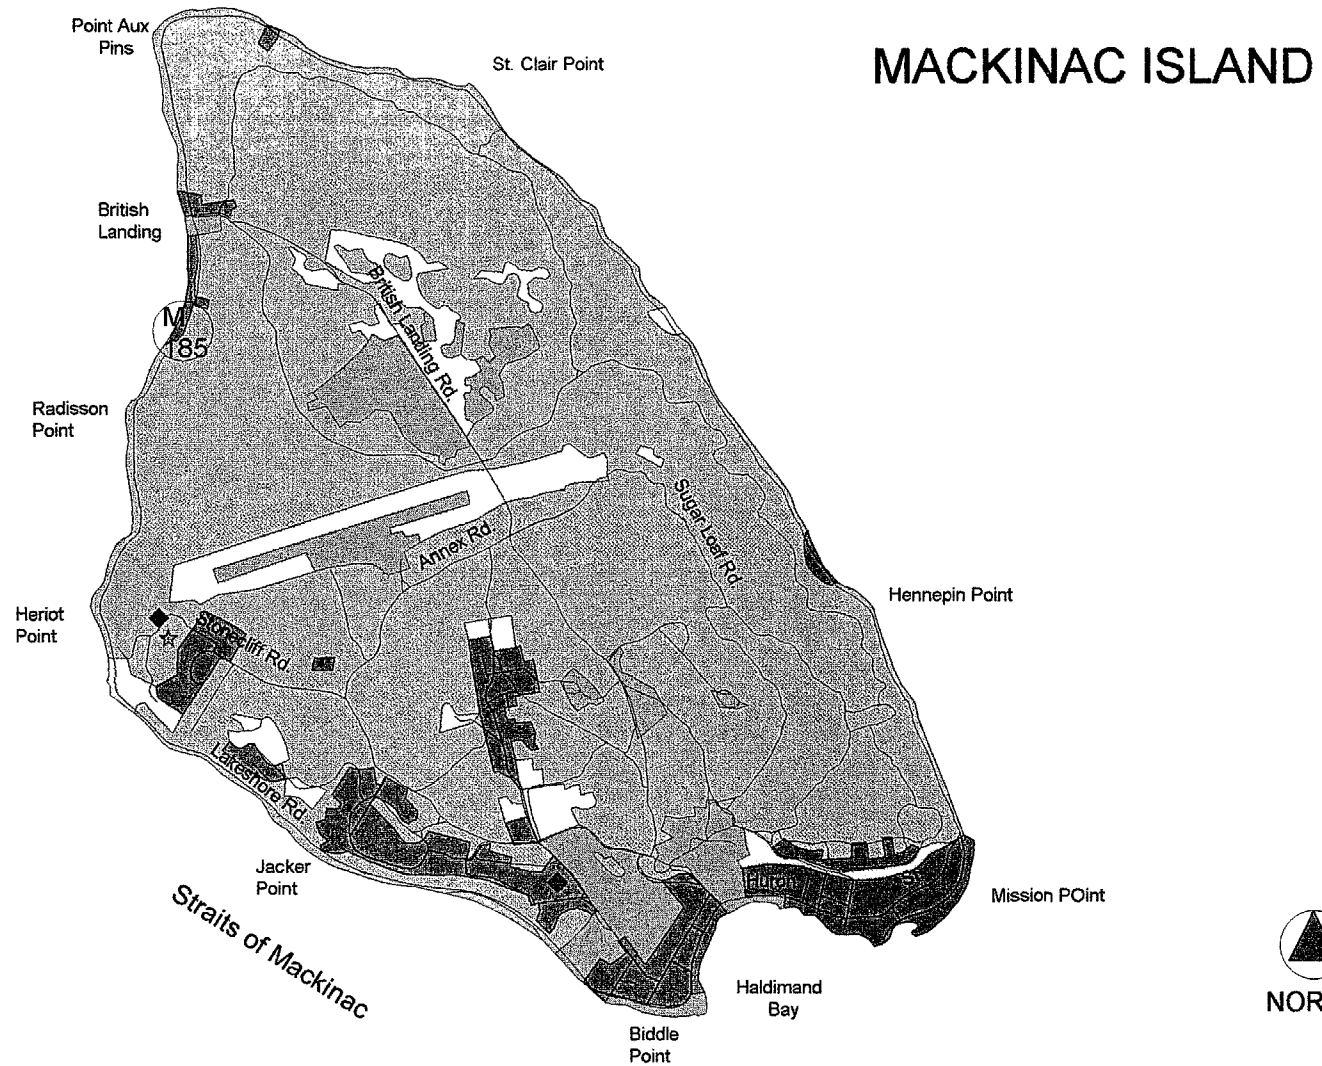 Point Aux
Pins
St. Clair Point
MACKINAC ISLAND
British
Landing
British Landing Rd.
M
185
Radisson
Point
Sugar Loaf Rd
Annex Rd.
Hennepin Point
Heriot
Point
Stonecliff Rd.
Lakeshore Rd
Jacker
Point
Huron
St
Mission POint
Straits of Mackinac
Haldimand
Bay
NOR
Biddle
Point